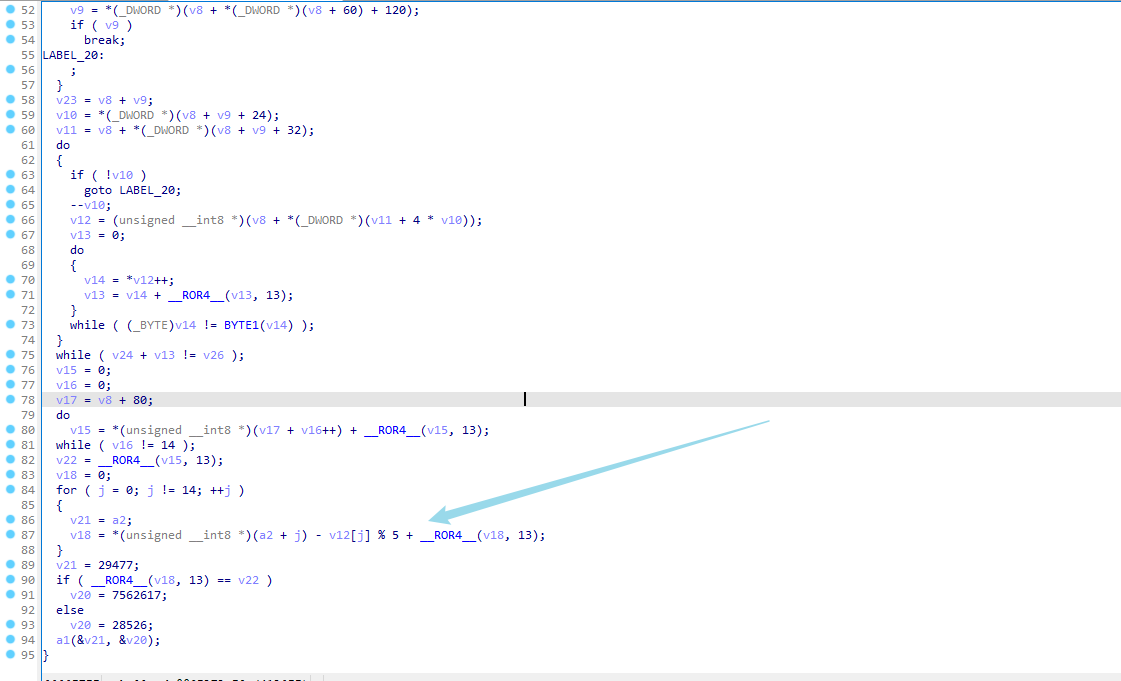 52 v9 = *(_DWORD *)(v8 + *(_DWORD *)(v8 + 60) + 120);
53 if ( v9 )
54 break;
55 LABEL_20:
56 ;
57 }
58 v23 = v8 + v9;
59 v10 = *(_DWORD *)(v8 + v9 + 24);
60 v11 = v8 + *(_DWORD *)(v8 + v9 + 32);
61 do
62 {
63 if ( !v10 )
64 goto LABEL_20;
65 --v10;
66 v12 = (unsigned __int8 *)(v8 + *(_DWORD *)(v11 + 4 * v10));
67 v13 = 0;
68 do
69 {
70 v14 = *v12++;
71 v13 = v14 + __ROR4__(v13, 13);
72 }
73 while ( (_BYTE)v14 != BYTE1(v14) );
74 }
75 while ( v24 + v13 != v26 );
76 v15 = 0;
77 v16 = 0;
78 v17 = v8 + 80;
79 do
80 v15 = *(unsigned __int8 *)(v17 + v16++) + __ROR4__(v15, 13);
81 while ( v16 != 14 );
82 v22 = __ROR4__(v15, 13);
83 v18 = 0;
84 for ( j = 0; j != 14; ++j )
85 {
86 v21 = a2;
87 v18 = *(unsigned __int8 *)(a2 + j) - v12[j] % 5 + __ROR4__(v18, 13);
88 }
89 v21 = 29477;
90 if ( __ROR4__(v18, 13) == v22 )
91 v20 = 7562617;
92 else
93 v20 = 28526;
94 a1(&v21, &v20);
95 }